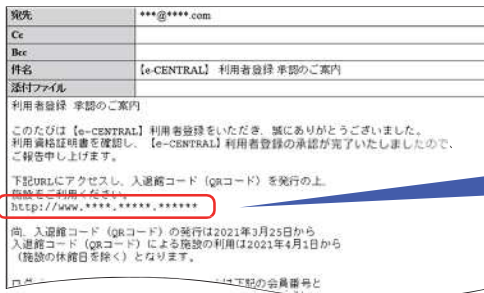 宛先 ***@****.com
Cc
Bcc
件名 【e-CENTRAL】 利用者登録 承認のご案内
添付ファイル
利用者登録 承認のご案内
このたびは【e-CENTRAL】利用者登録をいただき、誠にありがとうございました。
利用資格証明書を確認し、【e-CENTRAL】利用者登録の承認が完了いたしましたので、
ご報告申し上げます。
下記URLにアクセスし、入退館コード（QRコード）を発行の上、
施設をご利用ください。
http://www.****.*****.******
尚、入退館コード（QRコード）の発行は2021年3月25日から
入退館コード（QRコード）による施設の利用は2021年4月1日から
（施設の休館日を除く）となります。
は下記の会員番号と